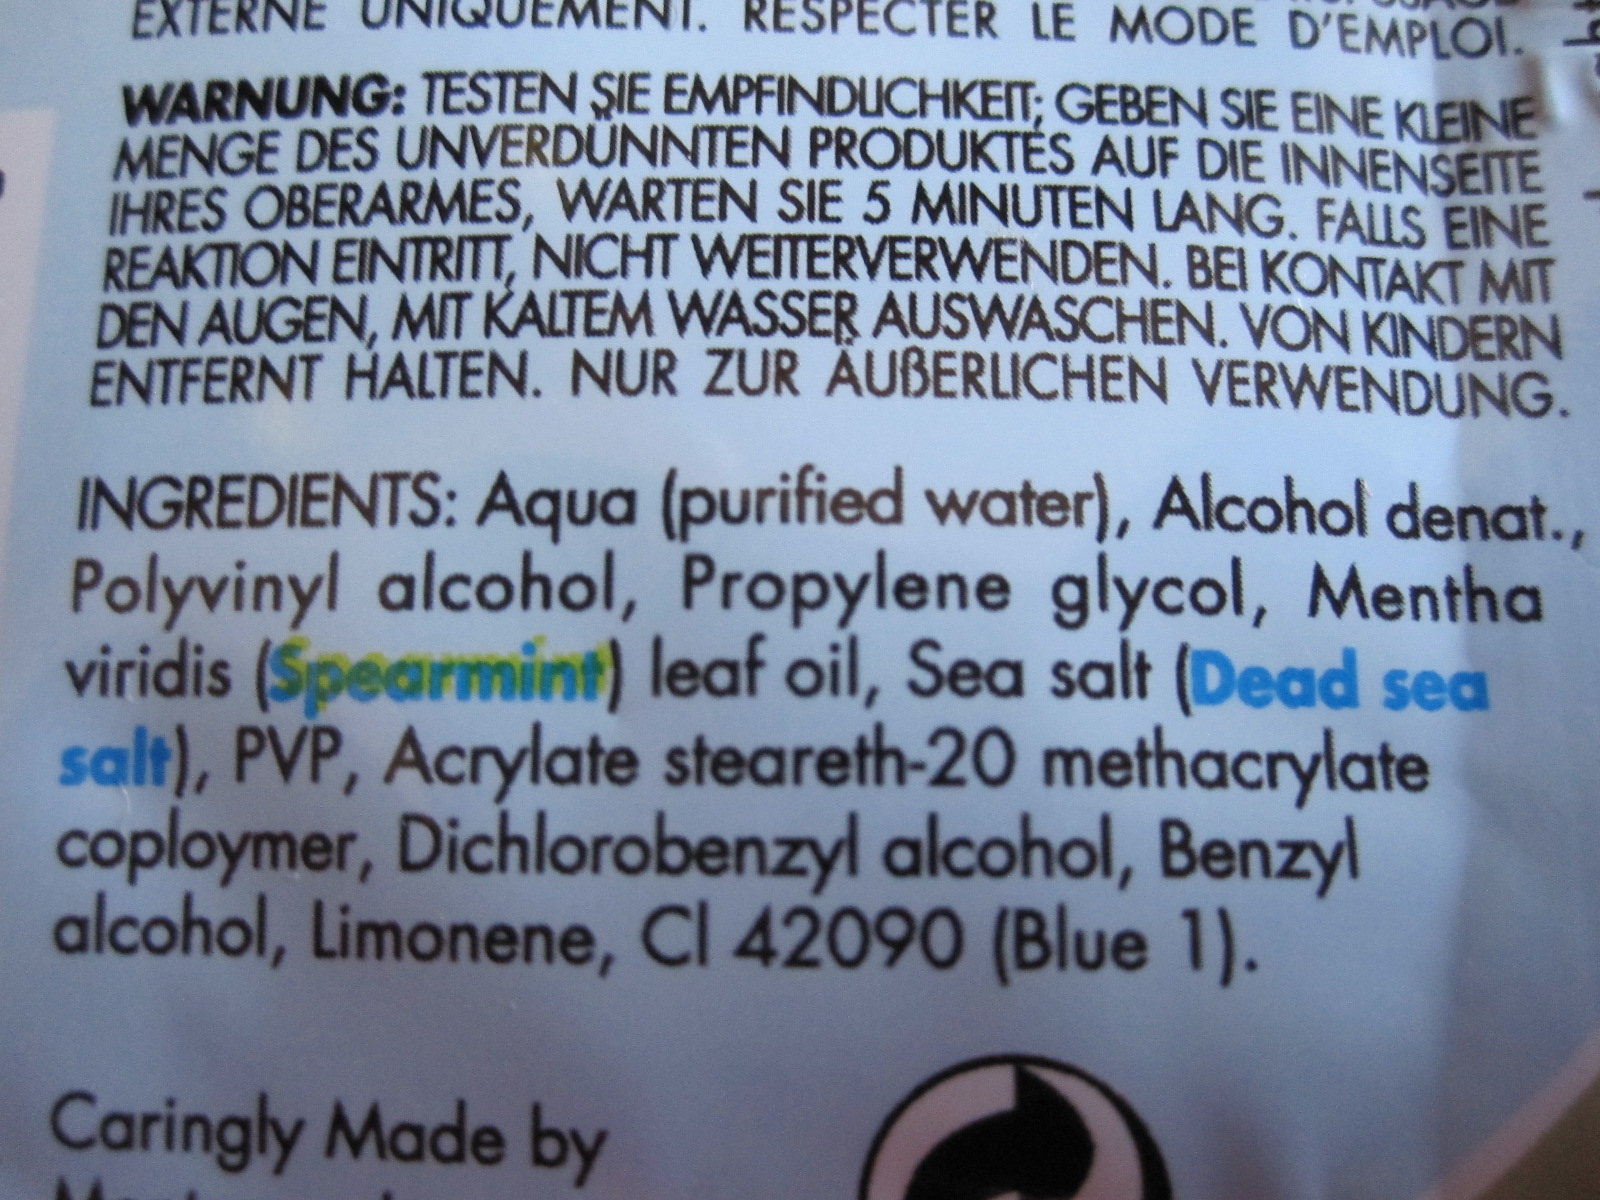 EXTERNE UNIQUEMENT. RESPECTER LE MODE D'EMPLOI.
WARNUNG: TESTEN SIE EMPFINDLICHKEIT; GEBEN SIE EINE KLEINE
MENGE DES UNVERDÜNNTEN PRODUKTES AUF DIE INNENSEITE
IHRES OBERARMES, WARTEN SIE 5 MINUTEN LANG. FALLS EINE
REAKTION EINTRITT, NICHT WEITERVERWENDEN. BEI KONTAKT MIT
DEN AUGEN, MIT KALTEM WASSER AUSWASCHEN. VON KINDERN
ENTFERNT HALTEN. NUR ZUR ÄUßERLICHEN VERWENDUNG.
INGREDIENTS: Aqua (purified water), Alcohol denat.,
Polyvinyl alcohol, Propylene glycol, Mentha
viridis (Spearmint) leaf oil, Sea salt (Dead sea
salt), PVP, Acrylate steareth-20 methacrylate
coploymer, Dichlorobenzyl alcohol, Benzyl
alcohol, Limonene, Cl 42090 (Blue 1).
Caringly Made by